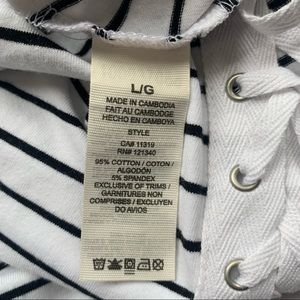 L/G
MADE IN CAMBODIA
FAIT AU CAMBODGE
HECHO EN CAMBOYA
STYLE
CA# 11319
RN# 121340
95% COTTON / COTON
5% SPANDEX
EXCLUSIVE OF TRIMS /
GARNITURES NON
COMPRISES / EXCLUYEN
DO AVIOS